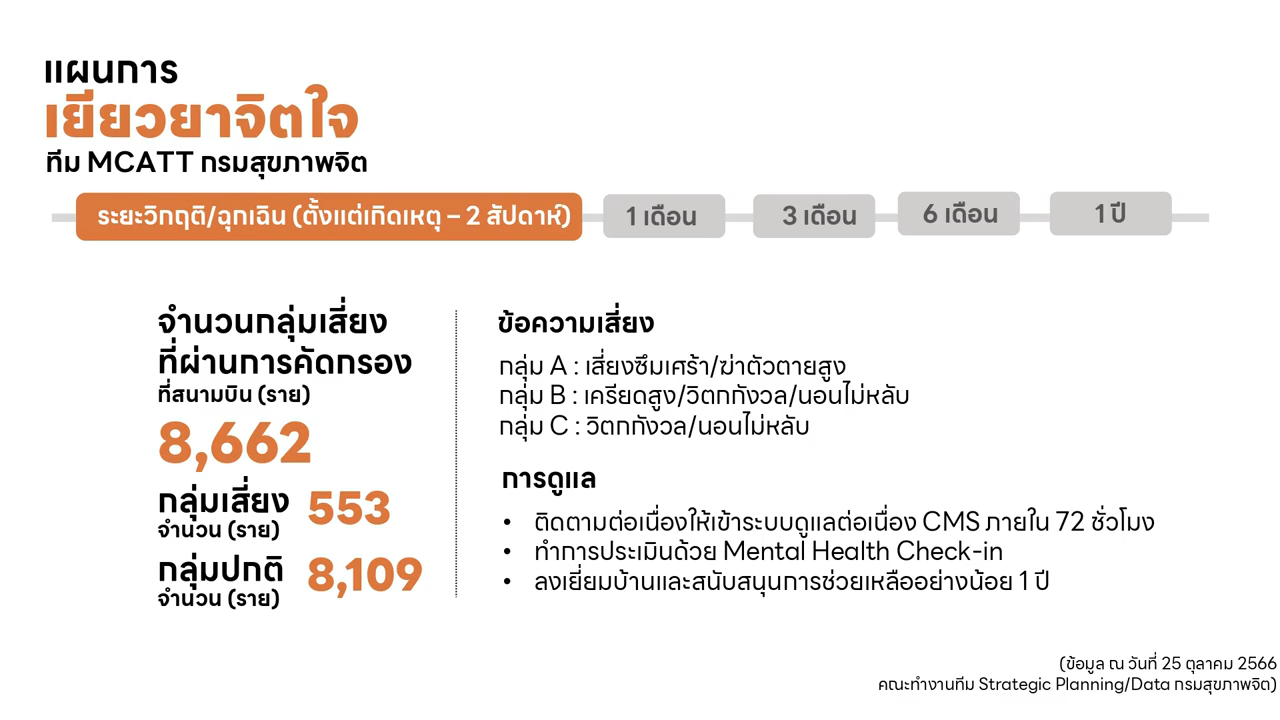 แผนการ
เยียวยาจิตใจ
ทีม MCATT กรมสุขภาพจิต
ระยะวิกฤติ/ฉุกเฉิน (ตั้งแต่เกิดเหตุ – 2 สัปดาห์)
1 เดือน
3 เดือน
6 เดือน
1 ปี
จำนวนกลุ่มเสี่ยง
ที่ผ่านการคัดกรอง
ที่สนามบิน (ราย)
8,662
กลุ่มเสี่ยง 553
จำนวน (ราย)
กลุ่มปกติ 8,109
จำนวน (ราย)
ข้อความเสี่ยง
กลุ่ม A : เสี่ยงซึมเศร้า/ฆ่าตัวตายสูง
กลุ่ม B : เครียดสูง/วิตกกังวล/นอนไม่หลับ
กลุ่ม C : วิตกกังวล/นอนไม่หลับ
การดูแล
• ติดตามต่อเนื่องให้เข้าระบบดูแลต่อเนื่อง CMS ภายใน 72 ชั่วโมง
• ทำการประเมินด้วย Mental Health Check-in
• ลงเยี่ยมบ้านและสนับสนุนการช่วยเหลืออย่างน้อย 1 ปี
(ข้อมูล ณ วันที่ 25 ตุลาคม 2566
คณะทำงานทีม Strategic Planning/Data กรมสุขภาพจิต)